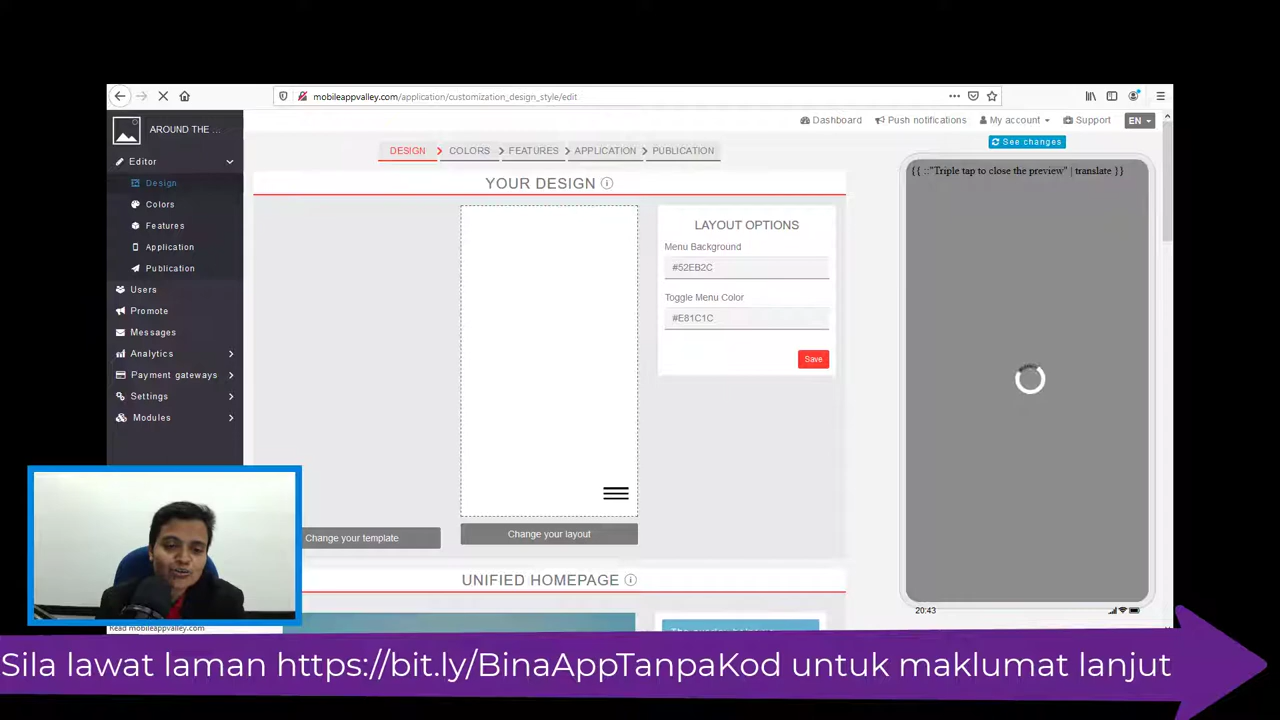 mobileappvalley.com/application/customization_design_style/edit
AROUND THE ...
Dashboard
Push notifications
My account
Support
EN
Editor
Design
Colors
Features
Application
Publication
Users
Promote
Messages
Analytics
Payment gateways
Settings
Modules
DESIGN
COLORS
FEATURES
APPLICATION
PUBLICATION
See changes
YOUR DESIGN
LAYOUT OPTIONS
Menu Background
#52EB2C
Toggle Menu Color
#E81C1C
Save
Change your template
Change your layout
UNIFIED HOMEPAGE
{{ ::"Triple tap to close the preview" | translate }}
20:43
Read mobileappvalley.com
Sila lawat laman https://bit.ly/BinaAppTanpaKod untuk maklumat lanjut